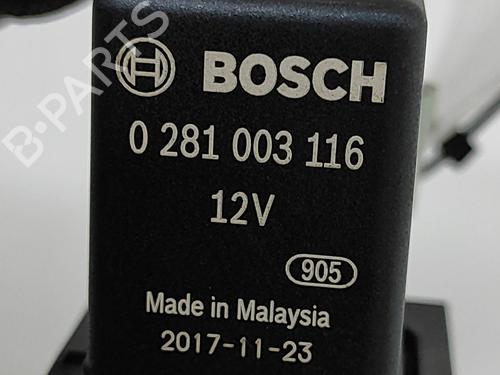 BOSCH
0 281 003 116
12V
905
Made in Malaysia
2017-11-23
B-PARTS